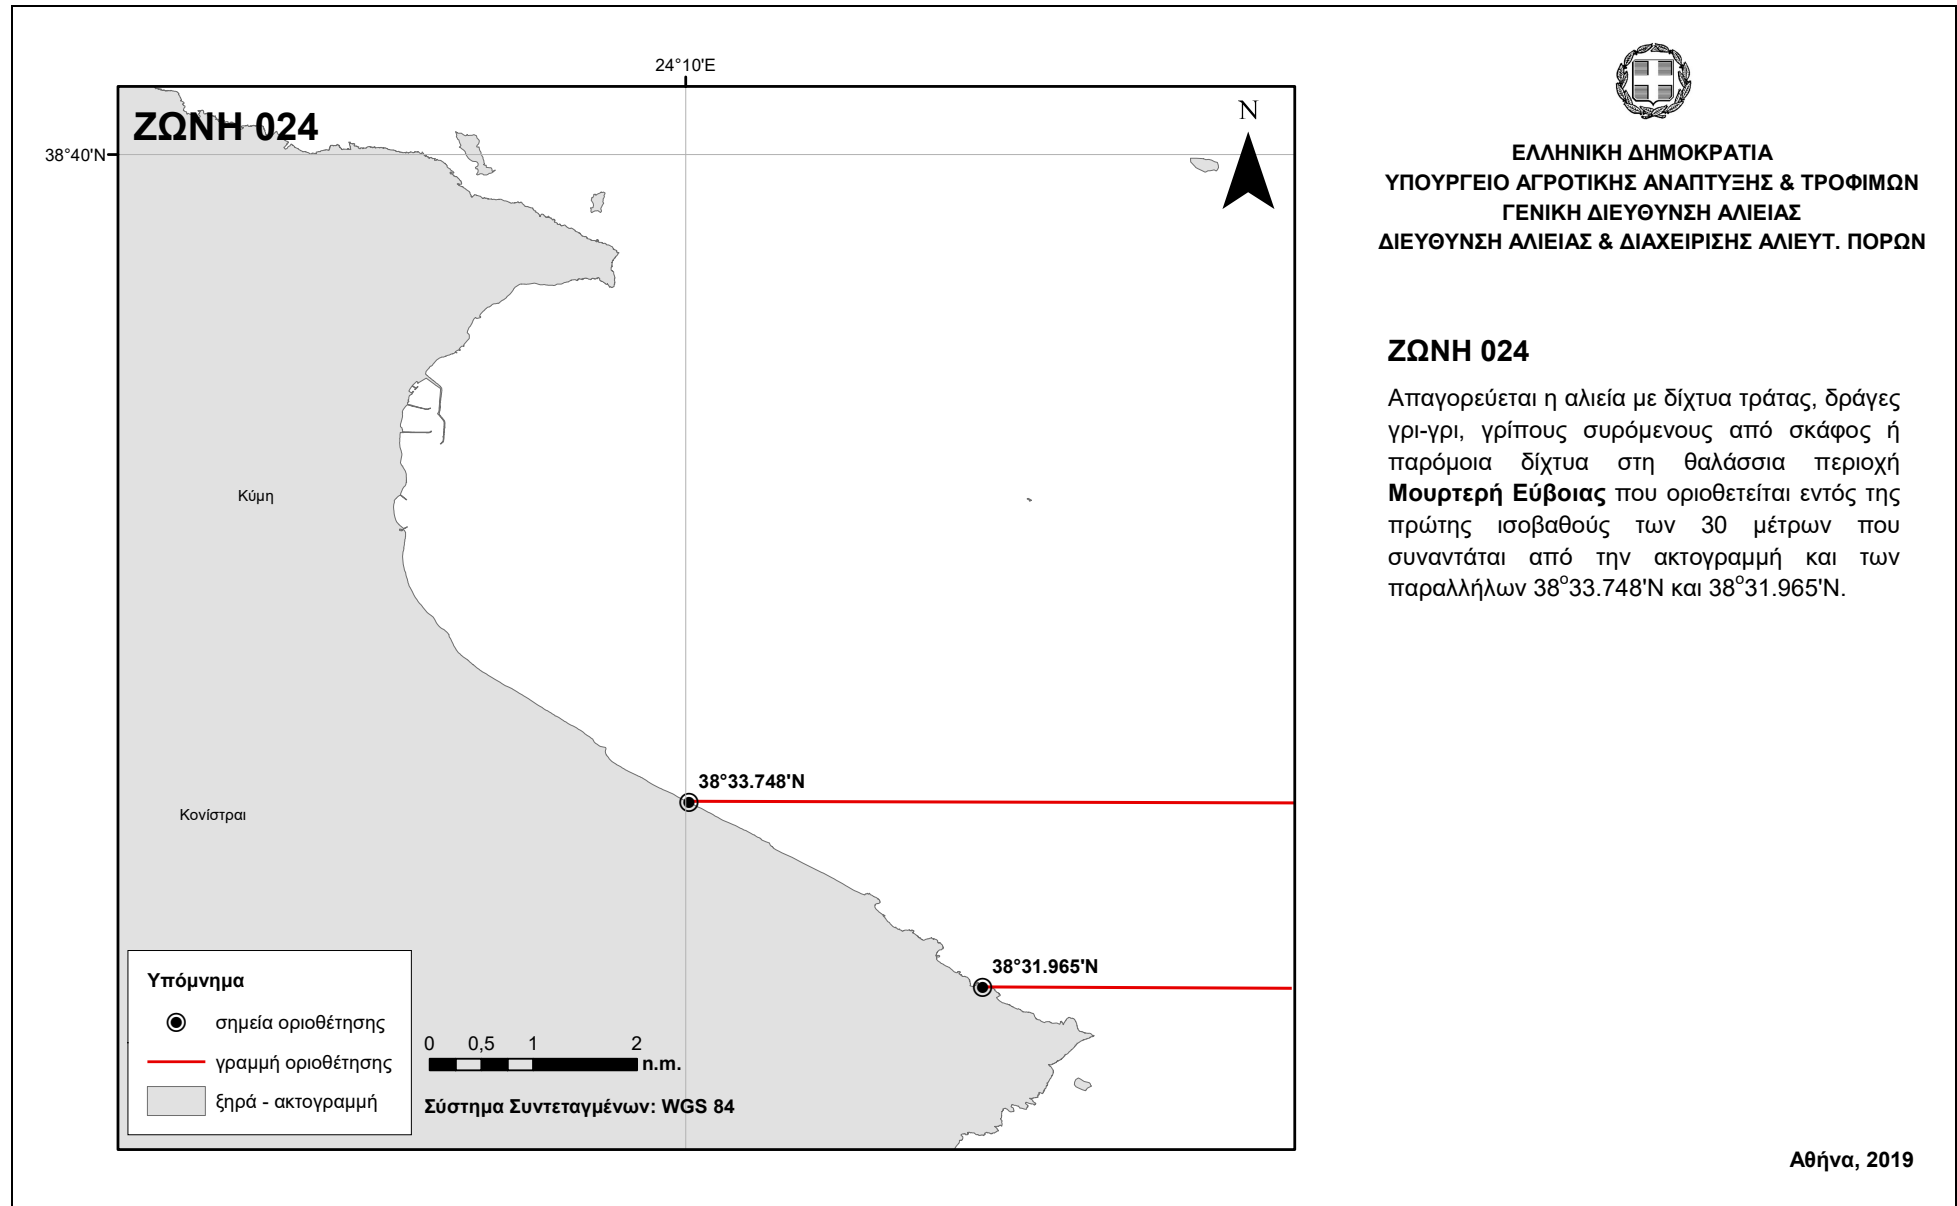 24°10'E
38°40'N
ΖΩΝΗ 024
N
Κύμη
Κονίστραι
38°33.748'N
38°31.965'N
Υπόμνημα
σημεία οριοθέτησης
γραμμή οριοθέτησης
ξηρά - ακτογραμμή
0 0,5 1 2
n.m.
Σύστημα Συντεταγμένων: WGS 84
ΕΛΛΗΝΙΚΗ ΔΗΜΟΚΡΑΤΙΑ
ΥΠΟΥΡΓΕΙΟ ΑΓΡΟΤΙΚΗΣ ΑΝΑΠΤΥΞΗΣ & ΤΡΟΦΙΜΩΝ
ΓΕΝΙΚΗ ΔΙΕΥΘΥΝΣΗ ΑΛΙΕΙΑΣ
ΔΙΕΥΘΥΝΣΗ ΑΛΙΕΙΑΣ & ΔΙΑΧΕΙΡΙΣΗΣ ΑΛΙΕΥΤ. ΠΟΡΩΝ
ΖΩΝΗ 024
Απαγορεύεται η αλιεία με δίχτυα τράτας, δράγες
γρι-γρι, γρίπους συρόμενους από σκάφος ή
παρόμοια δίχτυα στη θαλάσσια περιοχή
Μουρτερή Εύβοιας που οριοθετείται εντός της
πρώτης ισοβαθούς των 30 μέτρων που
συναντάται από την ακτογραμμή και των
παραλλήλων 38°33.748'N και 38°31.965'N.
Αθήνα, 2019